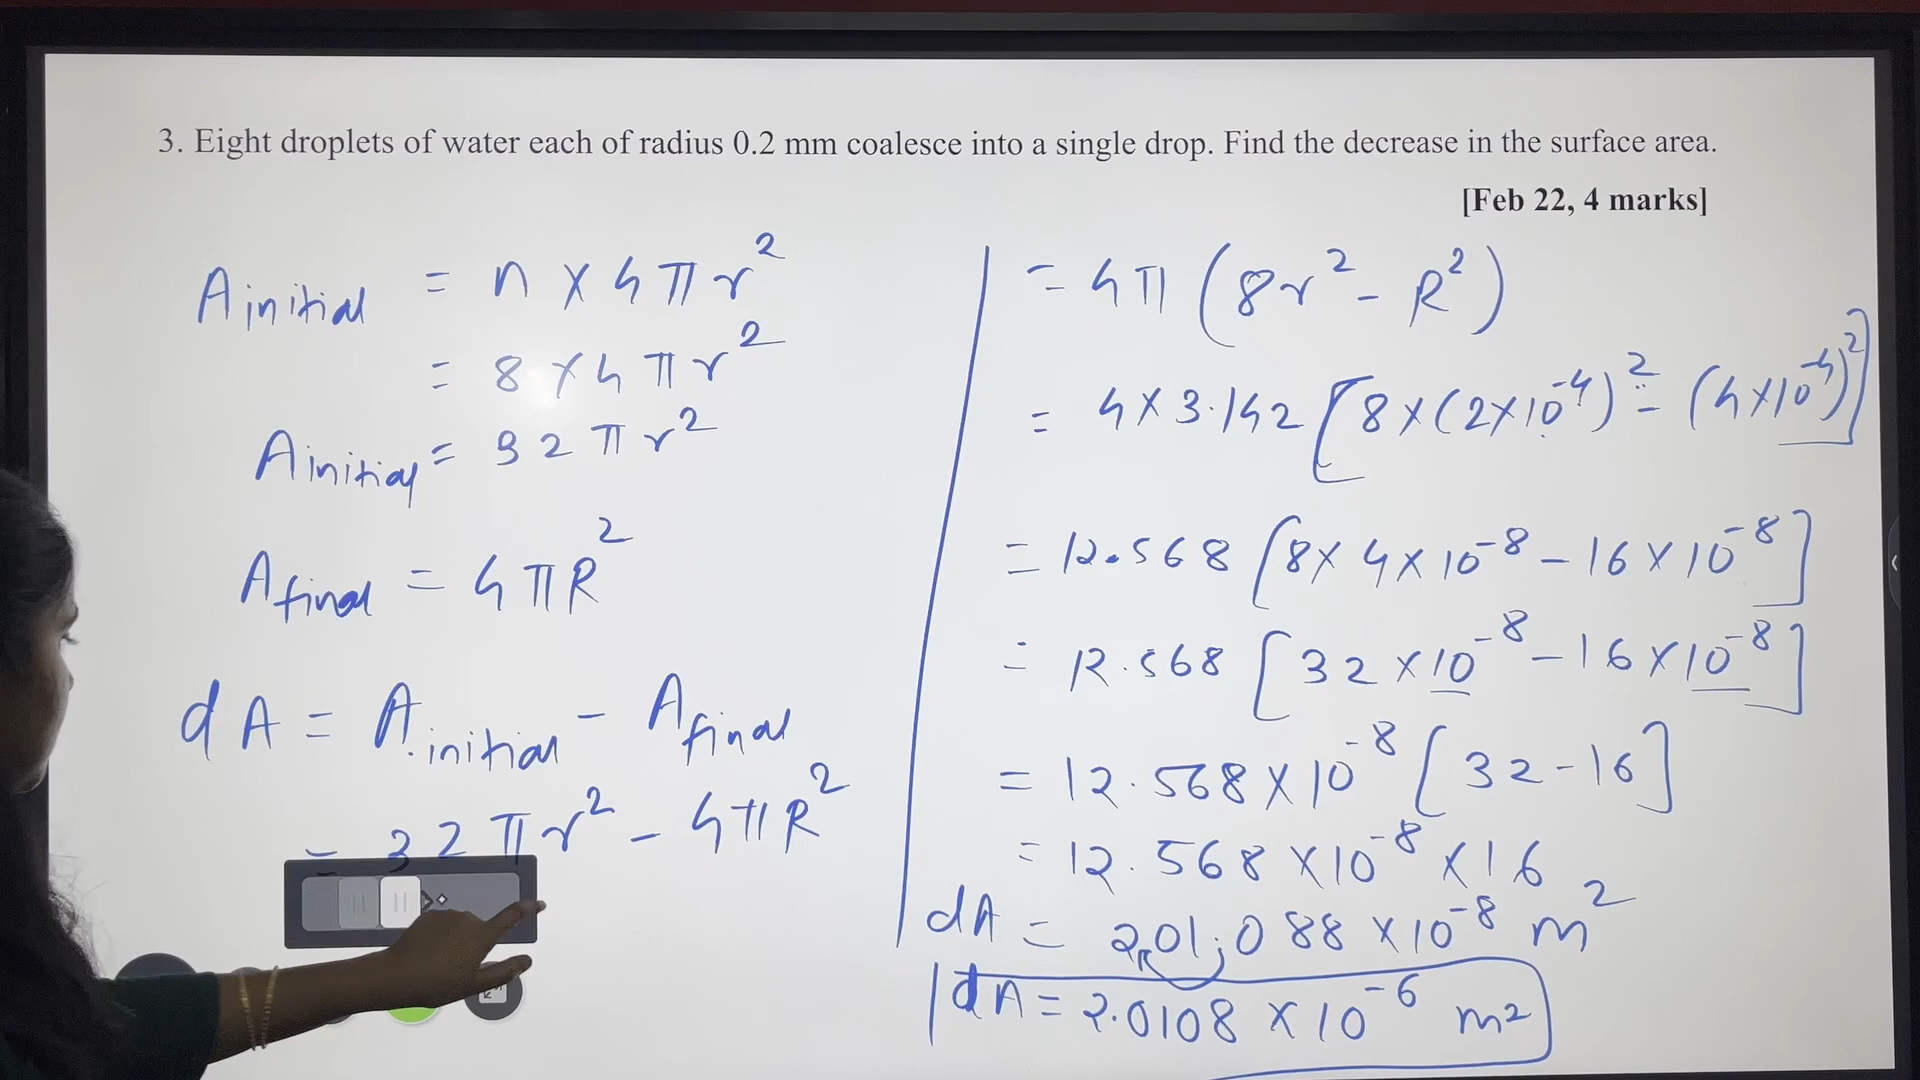 3. Eight droplets of water each of radius 0.2 mm coalesce into a single drop. Find the decrease in the surface area.
[Feb 22, 4 marks]
A initial = n × 4πr²
= 8 × 4πr²
A initial = 32πr²
A final = 4πR²
dA = A initial - A final
= 32πr² - 4πR²
= 4π (8r² - R²)
= 4 × 3.142 [8 × (2×10⁻⁴)² - (4×10⁻⁴)²]
= 12.568 [8 × 4 × 10⁻⁸ - 16 × 10⁻⁸]
= 12.568 [32 × 10⁻⁸ - 16 × 10⁻⁸]
= 12.568 × 10⁻⁸ [32 - 16]
= 12.568 × 10⁻⁸ × 16
dA = 201.088 × 10⁻⁸ m²
dA = 2.0108 × 10⁻⁶ m²